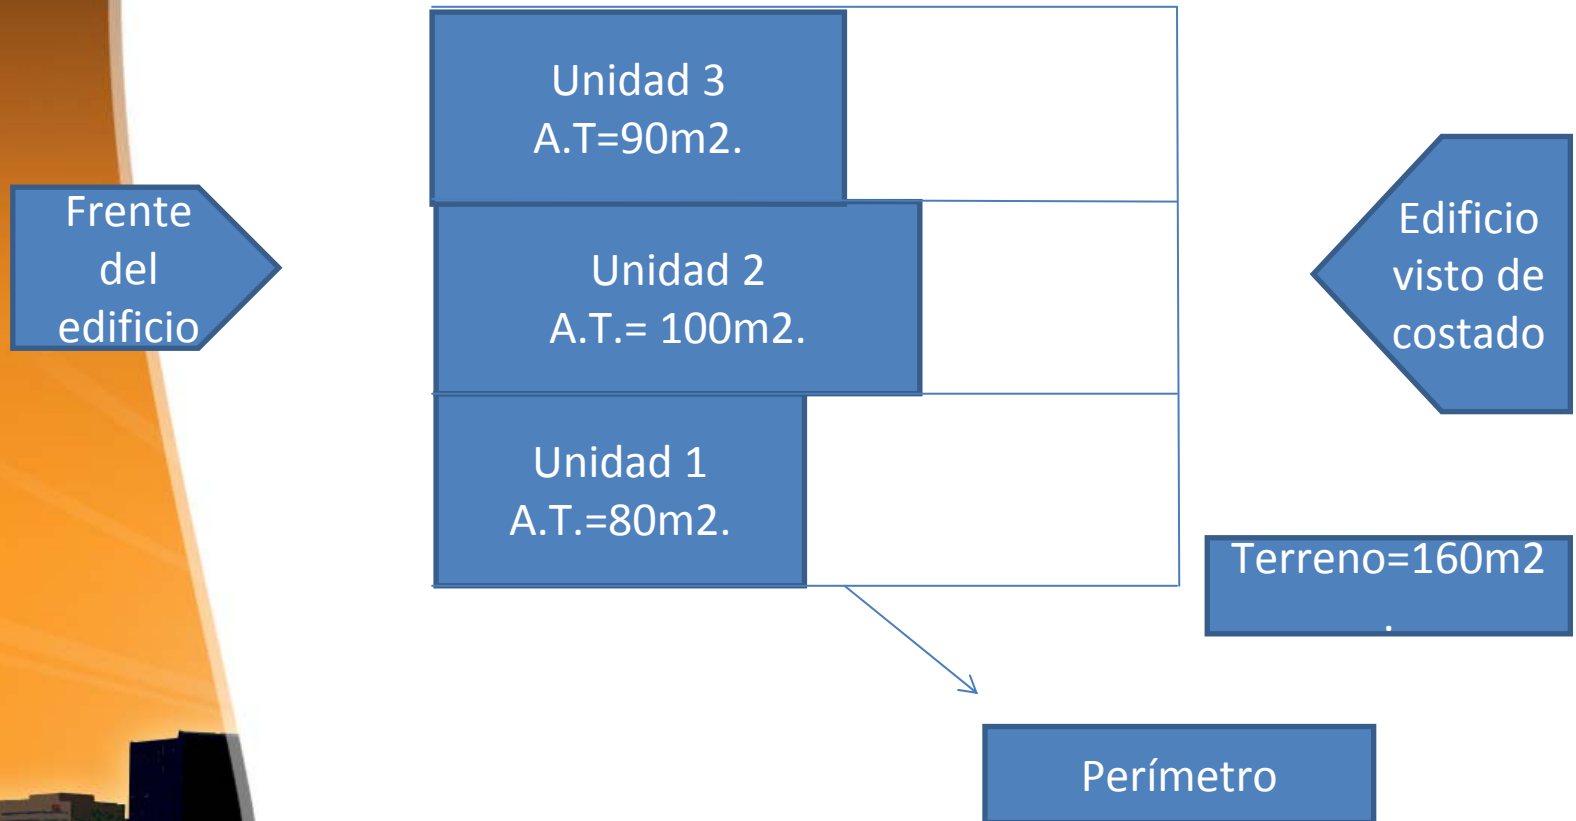 Unidad 3
A.T=90m2.
Frente
del
edificio
Unidad 2
A.T.= 100m2.
Edificio
visto de
costado
Unidad 1
A.T.=80m2.
Terreno=160m2
.
Perímetro